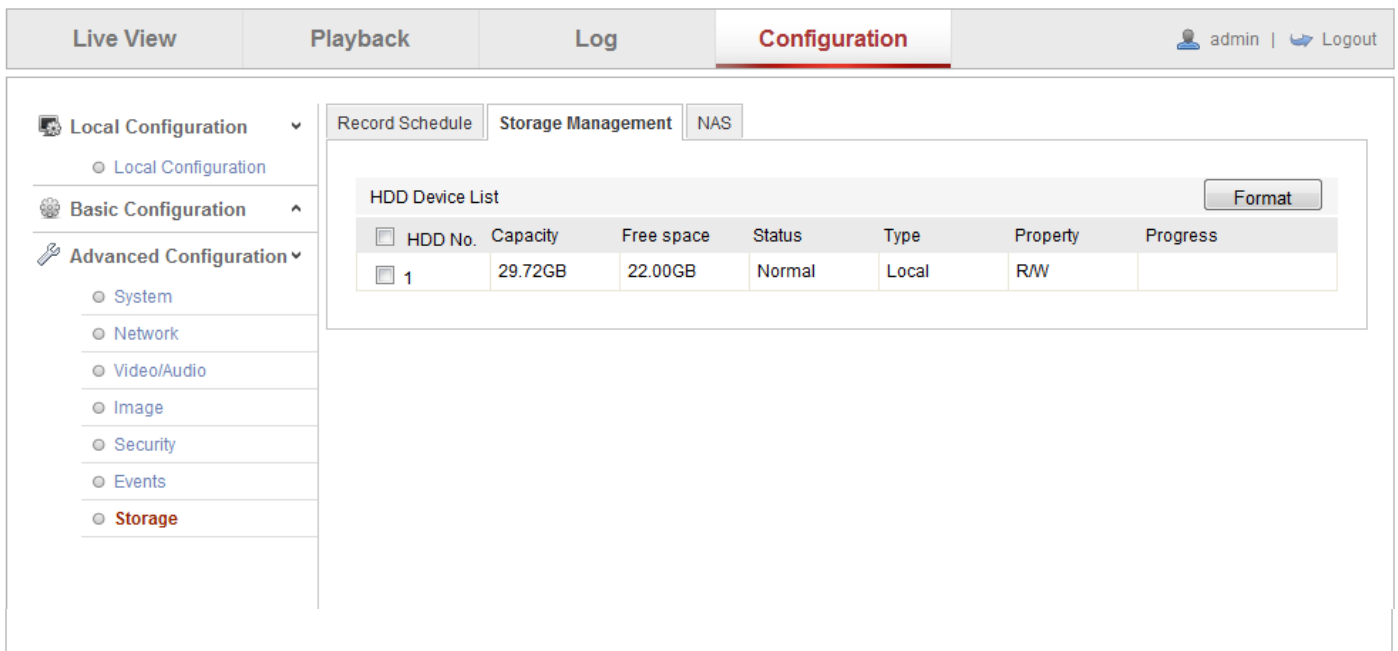 Live View Playback Log Configuration admin | Logout
Local Configuration
Local Configuration
Basic Configuration
Advanced Configuration
System
Network
Video/Audio
Image
Security
Events
Storage
Record Schedule Storage Management NAS
HDD Device List Format
HDD No. Capacity Free space Status Type Property Progress
1 29.72GB 22.00GB Normal Local R/W